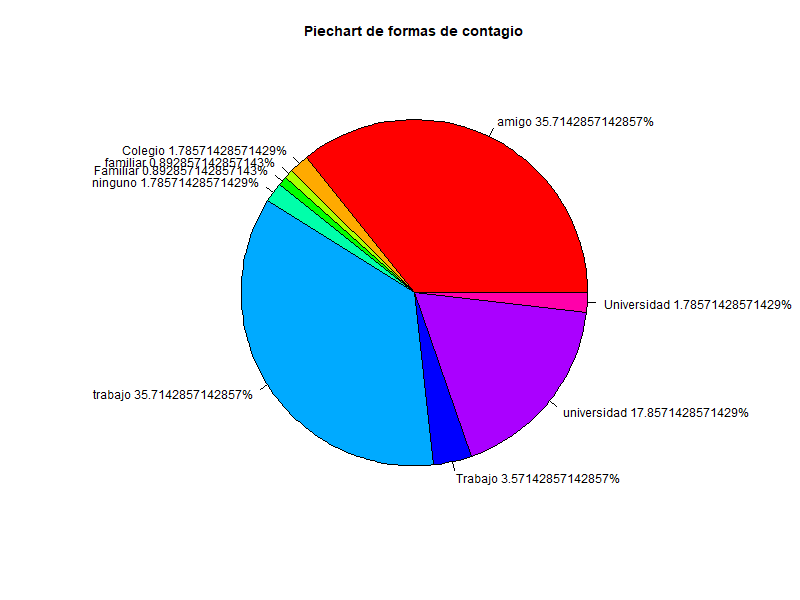 Piechart de formas de contagio
amigo 35.7142857142857%
Colegio 1.78571428571429%
familiar 0.892857142857143%
Familiar 0.892857142857143%
ninguno 1.78571428571429%
Universidad 1.78571428571429%
trabajo 35.7142857142857%
universidad 17.8571428571429%
Trabajo 3.57142857142857%